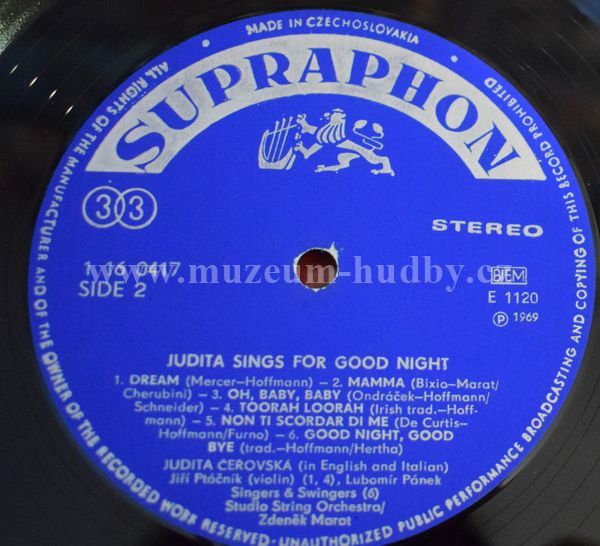 MADE IN CZECHOSLOVAKIA
ALL RIGHTS OF THE MANUFACTURER AND OF THE OWNER OF THE RECORDED WORK RESERVED - UNAUTHORIZED PUBLIC PERFORMANCE BROADCASTING AND COPYING OF THIS RECORD PROHIBITED
SUPRAPHON
33
STEREO
www.muzeum-hudby.c
0417
SIDE 2
BIEM
E 1120
℗ 1969
JUDITA SINGS FOR GOOD NIGHT
1. DREAM (Mercer-Hoffmann) – 2. MAMMA (Bixio-Marat/
Cherubini) – 3. OH, BABY, BABY (Ondráček-Hoffmann/
Schneider) – 4. TOORAH LOORAH (Irish trad.-Hoff-
mann) – 5. NON TI SCORDAR DI ME (De Curtis-
Hoffmann/Furno) – 6. GOOD NIGHT, GOOD
BYE (trad.-Hoffmann/Hertha)
JUDITA ČEROVSKÁ (in English and Italian)
Jiří Ptáčník (violin) (1, 4), Lubomír Pánek
Singers & Swingers (6)
Studio String Orchestra/
Zdeněk Marat